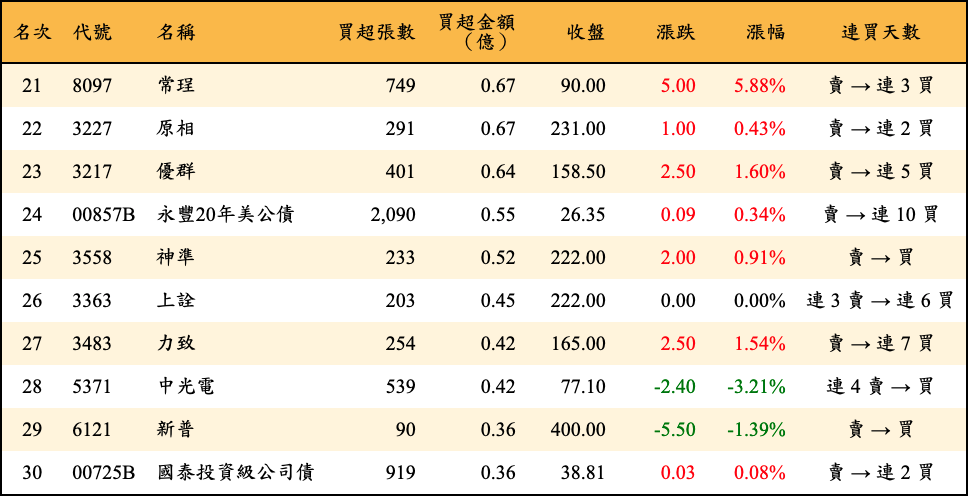 名次 代號 名稱 買超張數 買超金額（億） 收盤 漲跌 漲幅 連買天數
21 8097 常珵 749 0.67 90.00 5.00 5.88% 賣 → 連 3 買
22 3227 原相 291 0.67 231.00 1.00 0.43% 賣 → 連 2 買
23 3217 優群 401 0.64 158.50 2.50 1.60% 賣 → 連 5 買
24 00857B 永豐20年美公債 2,090 0.55 26.35 0.09 0.34% 賣 → 連 10 買
25 3558 神準 233 0.52 222.00 2.00 0.91% 賣 → 買
26 3363 上詮 203 0.45 222.00 0.00 0.00% 連 3 賣 → 連 6 買
27 3483 力致 254 0.42 165.00 2.50 1.54% 賣 → 連 7 買
28 5371 中光電 539 0.42 77.10 -2.40 -3.21% 連 4 賣 → 買
29 6121 新普 90 0.36 400.00 -5.50 -1.39% 賣 → 買
30 00725B 國泰投資級公司債 919 0.36 38.81 0.03 0.08% 賣 → 連 2 買